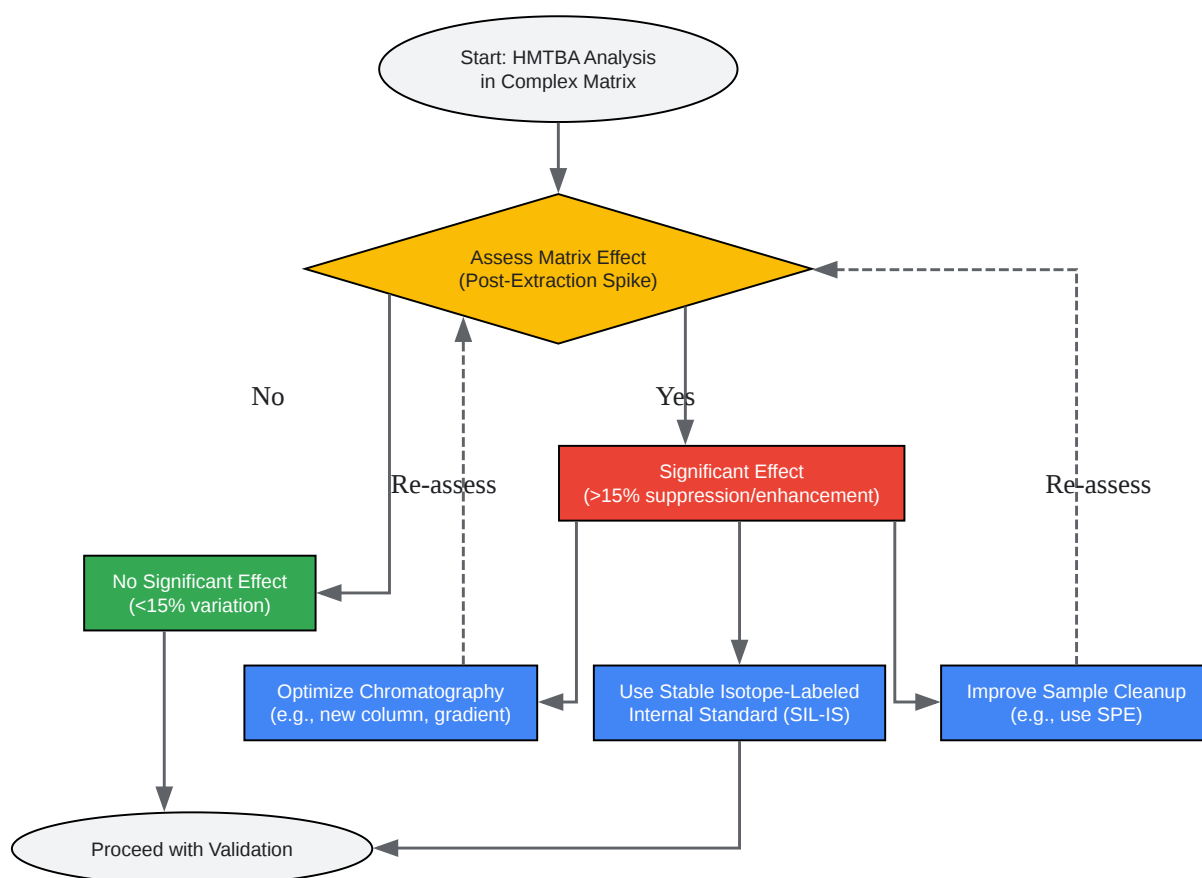 Start: HMTBA Analysis
in Complex Matrix
Assess Matrix Effect
(Post-Extraction Spike)
No
Yes
Significant Effect
(>15% suppression/enhancement)
Re-assess
Re-assess
No Significant Effect
(<15% variation)
Optimize Chromatography
(e.g., new column, gradient)
Use Stable Isotope-Labeled
Internal Standard (SIL-IS)
Improve Sample Cleanup
(e.g., use SPE)
Proceed with Validation